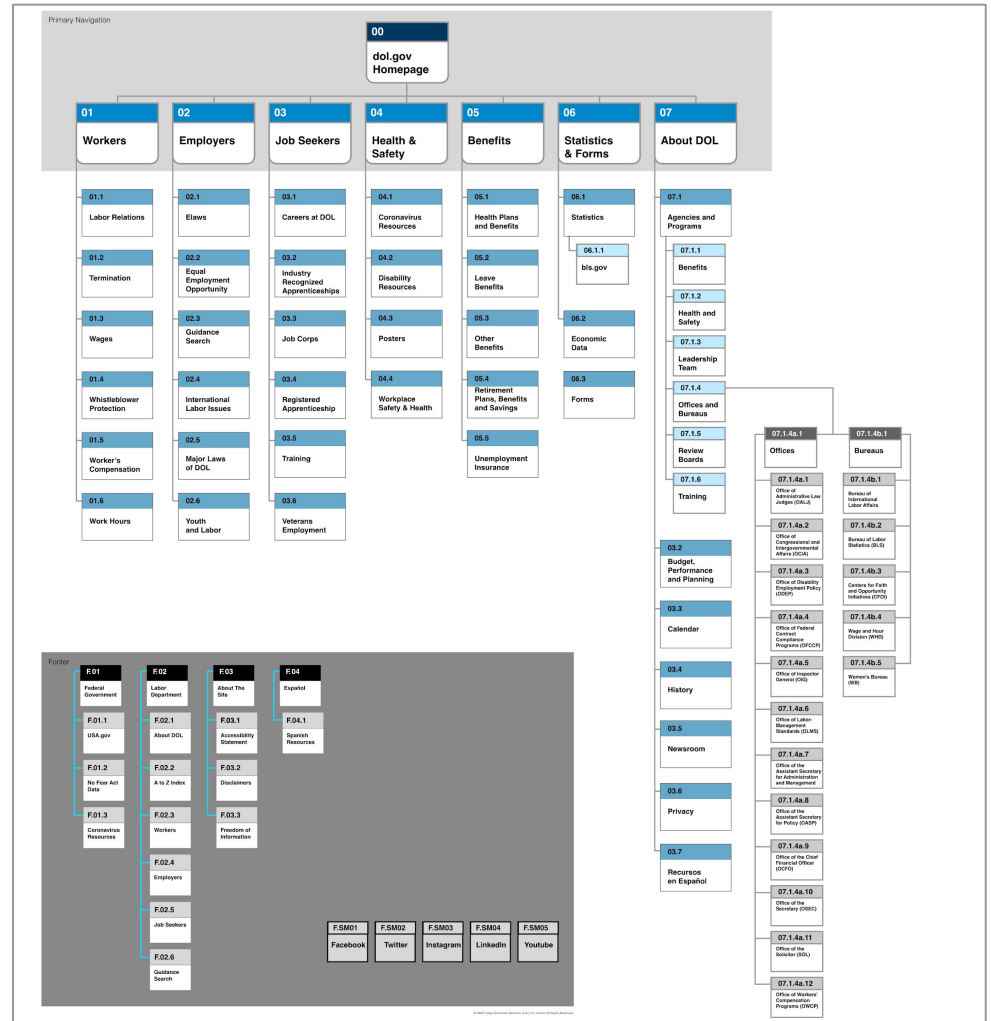 Primary Navigation
00
dol.gov
Homepage
01
Workers
02
Employers
03
Job Seekers
04
Health &
Safety
05
Benefits
06
Statistics
& Forms
07
About DOL
01.1
Labor Relations
01.2
Termination
01.3
Wages
01.4
Whistleblower
Protection
01.5
Worker's
Compensation
01.6
Work Hours
02.1
Elaws
02.2
Equal
Employment
Opportunity
02.3
Guidance
Search
02.4
International
Labor Issues
02.5
Major Laws
of DOL
02.6
Youth
and Labor
03.1
Careers at DOL
03.2
Industry
Recognized
Apprenticeships
03.3
Job Corps
03.4
Registered
Apprenticeship
03.5
Training
03.6
Veterans
Employment
04.1
Coronavirus
Resources
04.2
Disability
Resources
04.3
Posters
04.4
Workplace
Safety & Health
05.1
Health Plans
and Benefits
05.2
Leave
Benefits
05.3
Other
Benefits
05.4
Retirement
Plans, Benefits
and Savings
05.5
Unemployment
Insurance
06.1
Statistics
06.1.1
bls.gov
06.2
Economic
Data
06.3
Forms
07.1
Agencies and
Programs
07.1.1
Benefits
07.1.2
Health and
Safety
07.1.3
Leadership
Team
07.1.4
Offices and
Bureaus
07.1.5
Review
Boards
07.1.6
Training
03.2
Budget,
Performance
and Planning
03.3
Calendar
03.4
History
03.5
Newsroom
03.6
Privacy
03.7
Recursos
en Español
07.1.4a.1
Offices
07.1.4a.1
Office of
Administrative Law
Judges (OALJ)
07.1.4a.2
Office of
Congressional and
Intergovernmental
Affairs (OCIA)
07.1.4a.3
Office of Disability
Employment Policy
(ODEP)
07.1.4a.4
Office of Federal
Contract
Compliance
Programs (OFCCP)
07.1.4a.5
Office of Inspector
General (OIG)
07.1.4a.6
Office of Labor-
Management
Standards (OLMS)
07.1.4a.7
Office of the
Assistant Secretary
for Administration
and Management
07.1.4a.8
Office of the
Assistant Secretary
for Policy (OASP)
07.1.4a.9
Office of the Chief
Financial Officer
(OCFO)
07.1.4a.10
Office of the
Secretary (OSEC)
07.1.4a.11
Office of the
Solicitor (SOL)
07.1.4a.12
Office of Workers'
Compensation
Programs (OWCP)
07.1.4b.1
Bureaus
07.1.4b.1
Bureau of
International
Labor Affairs
07.1.4b.2
Bureau of Labor
Statistics (BLS)
07.1.4b.3
Centers for Faith
and Opportunity
Initiatives (CFOI)
07.1.4b.4
Wage and Hour
Division (WHD)
07.1.4b.5
Women's Bureau
(WB)
Footer
F.01
Federal
Government
F.01.1
USA.gov
F.01.2
No Fear Act
Data
F.01.3
Coronavirus
Resources
F.02
Labor
Department
F.02.1
About DOL
F.02.2
A to Z Index
F.02.3
Workers
F.02.4
Employers
F.02.5
Job Seekers
F.02.6
Guidance
Search
F.03
About The
Site
F.03.1
Accessibility
Statement
F.03.2
Disclaimers
F.03.3
Freedom of
Information
F.04
Español
F.04.1
Spanish
Resources
F.SM01
Facebook
F.SM02
Twitter
F.SM03
Instagram
F.SM04
LinkedIn
F.SM05
Youtube